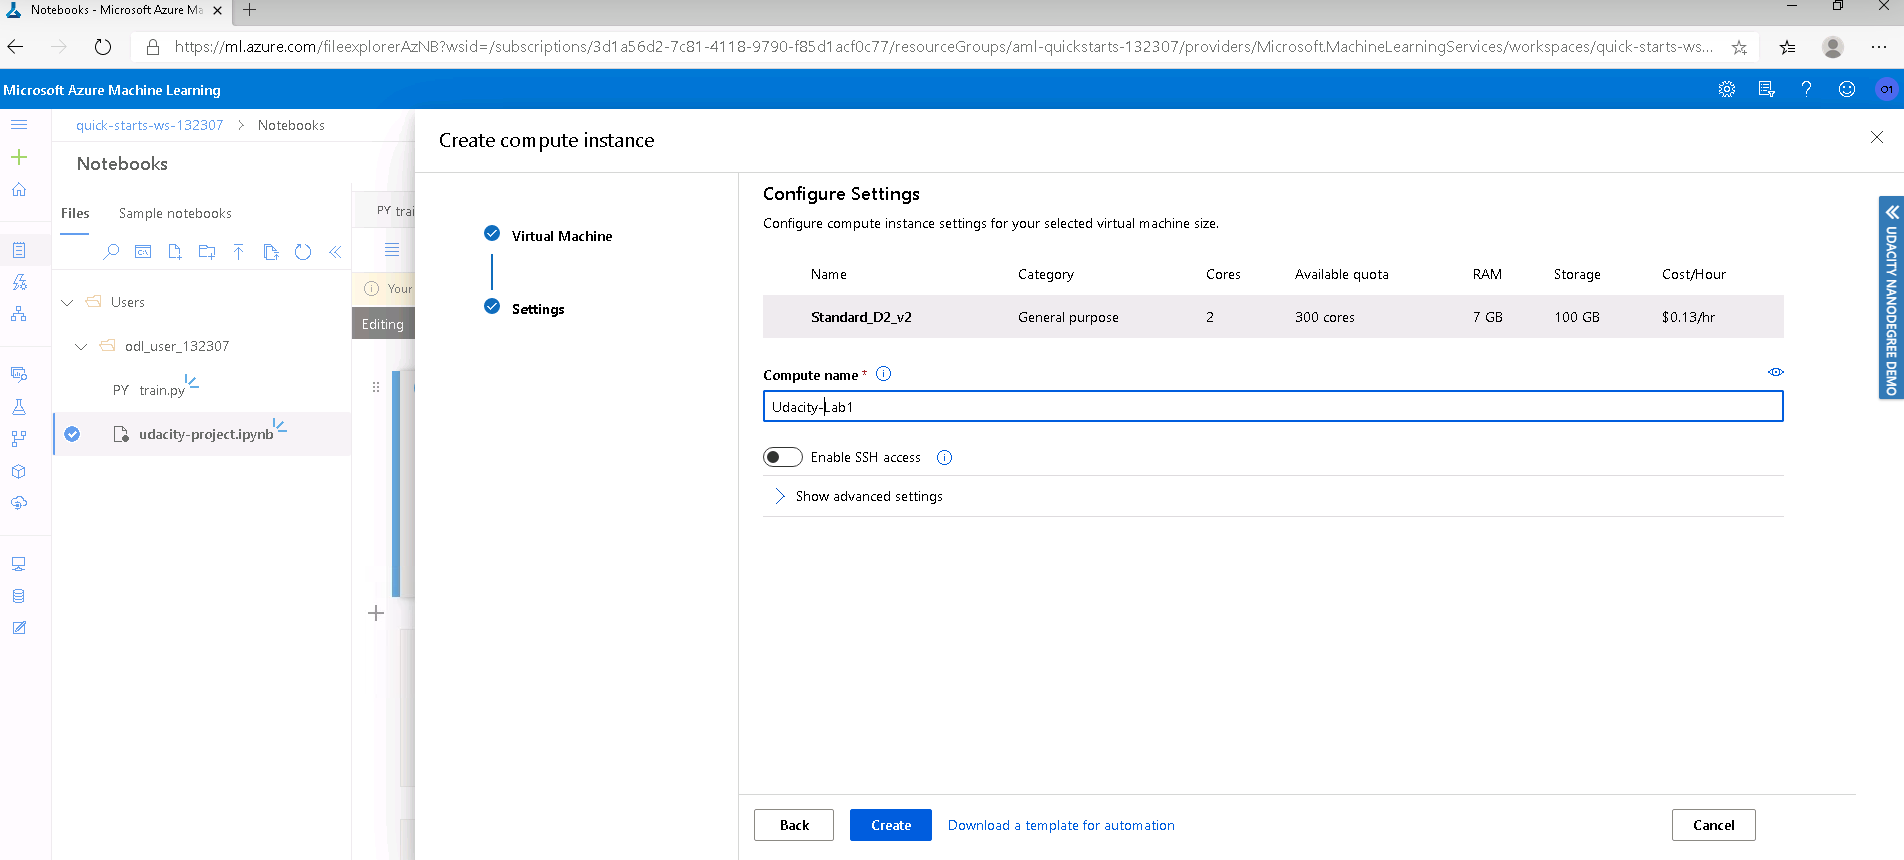 Notebooks - Microsoft Azure Ma
https://ml.azure.com/fileexplorerAzNB?wsid=/subscriptions/3d1a56d2-7c81-4118-9790-f85d1acf0c77/resourceGroups/aml-quickstarts-132307/providers/Microsoft.MachineLearningServices/workspaces/quick-starts-ws...
Microsoft Azure Machine Learning
01
quick-starts-ws-132307 > Notebooks
Notebooks
Files Sample notebooks
Users
odl_user_132307
PY train.py
udacity-project.ipynb
PY trai
Your
Editing
Create compute instance
Virtual Machine
Settings
Configure Settings
Configure compute instance settings for your selected virtual machine size.
Name Category Cores Available quota RAM Storage Cost/Hour
Standard_D2_v2 General purpose 2 300 cores 7 GB 100 GB $0.13/hr
Compute name *
Udacity-Lab1
Enable SSH access
Show advanced settings
Back Create Download a template for automation Cancel
UDACITY NANODEGREE DEMO